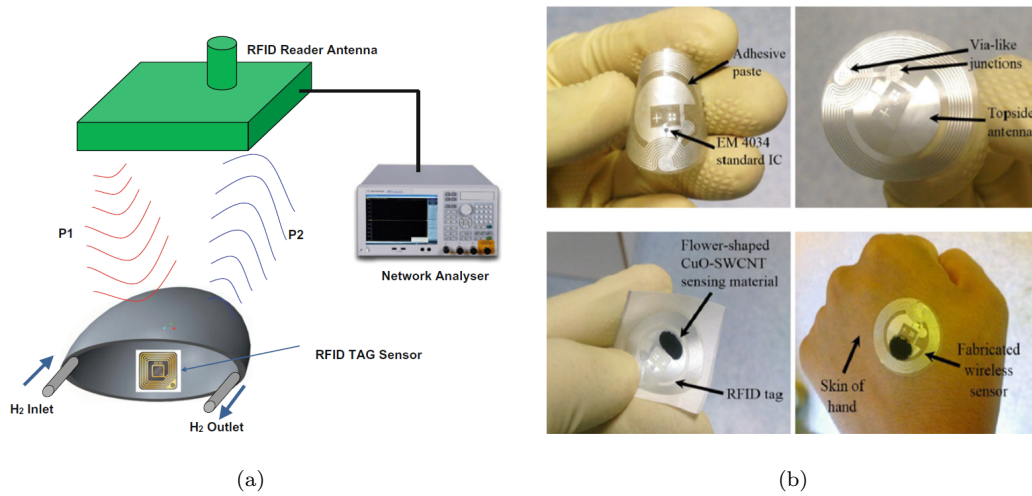 RFID Reader Antenna
P1
P2
Network Analyser
RFID TAG Sensor
H2 Inlet
H2 Outlet
(a)
Adhesive
paste
EM 4034
standard IC
Via-like
junctions
Topside
antenna
Flower-shaped
CuO-SWCNT
sensing material
RFID tag
Skin of
hand
Fabricated
wireless
sensor
(b)